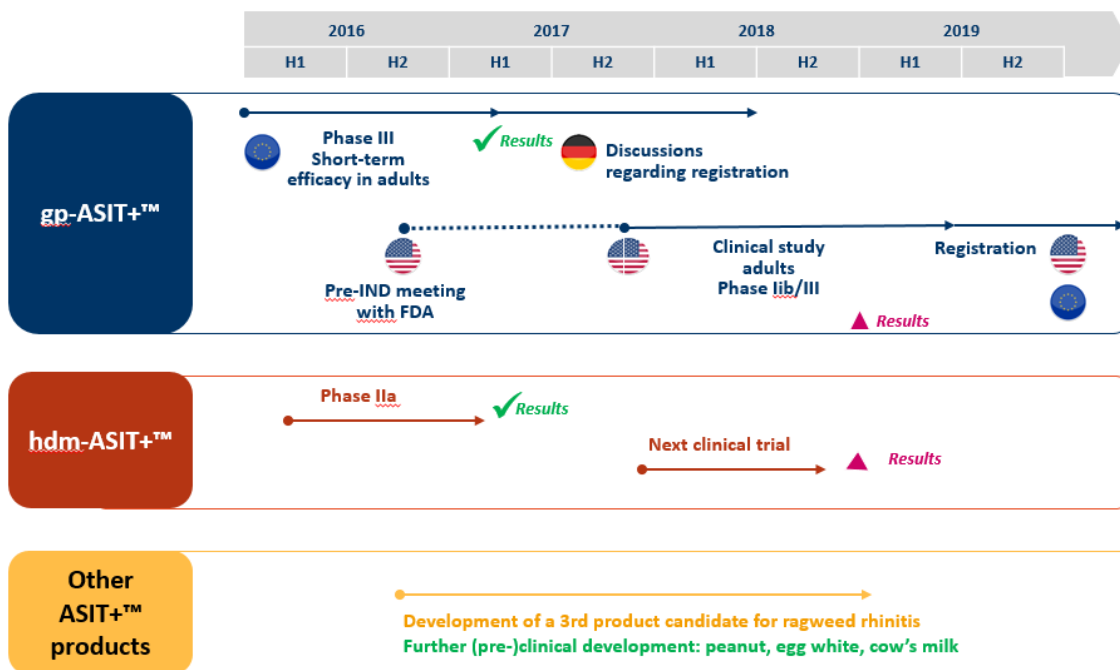 2016 2017 2018 2019
H1 H2 H1 H2 H1 H2 H1 H2
gp-ASIT+™
Phase III
Short-term
efficacy in adults
Results
Discussions
regarding registration
Pre-IND meeting
with FDA
Clinical study
adults
Phase Iib/III
Registration
Results
hdm-ASIT+™
Phase IIa
Results
Next clinical trial
Results
Other
ASIT+™
products
Development of a 3rd product candidate for ragweed rhinitis
Further (pre-)clinical development: peanut, egg white, cow's milk